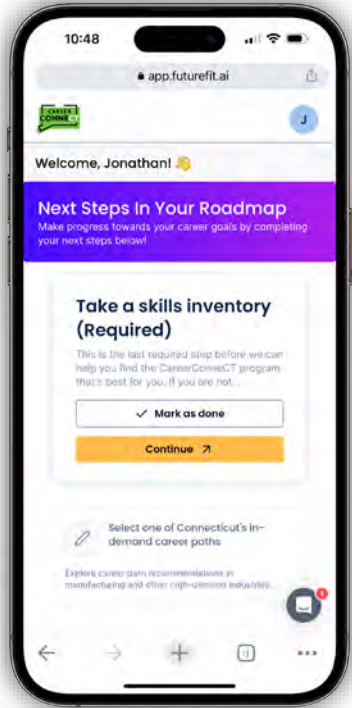 10:48
app.futurefit.ai
CAREER
CONNECT
J
Welcome, Jonathan! 👋
Next Steps In Your Roadmap
Make progress towards your career goals by completing
your next steps below!
Take a skills inventory
(Required)
This is the last required step before we can
help you find the CareerConneCT program
that's best for you. If you are not...
✓ Mark as done
Continue ↗
Select one of Connecticut's in-
demand career paths
Explore career path recommendations in
manufacturing and other high-demand industries.
1